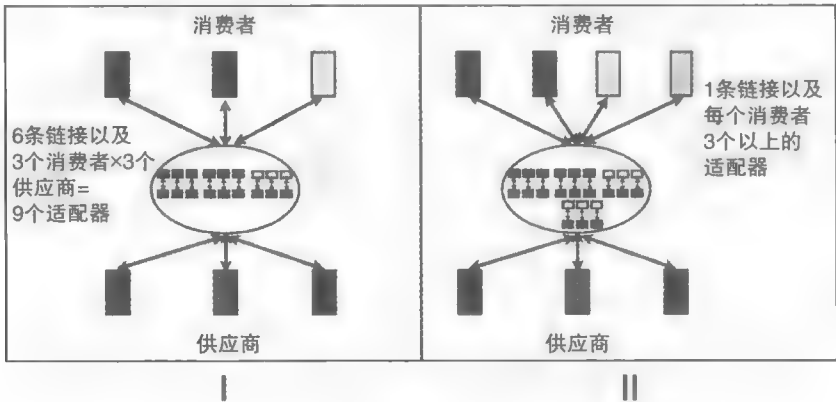 消费者
6条链接以及
3个消费者×3个
供应商=
9个适配器
供应商
I
消费者
1条链接以及
每个消费者
3个以上的
适配器
供应商
II